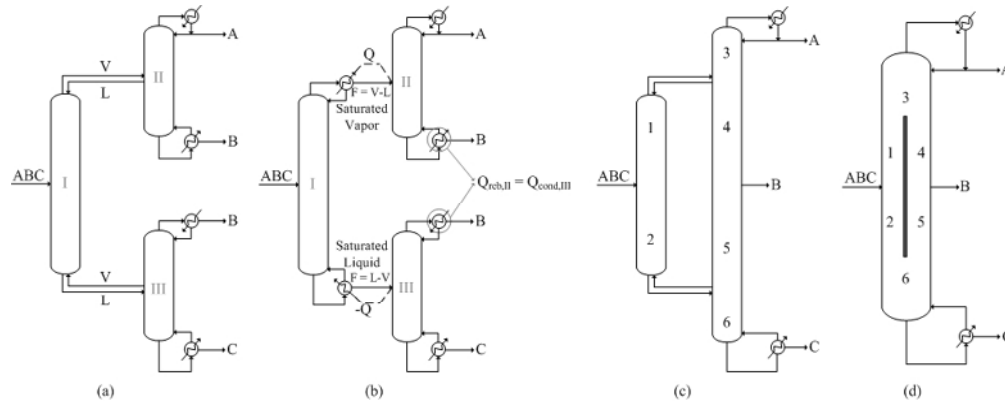 A
V
L
II
B
ABC
I
B
V
L
III
C
(a)
Q
F = V-L
Saturated
Vapor
A
II
B
ABC
I
Q_reb,II = Q_cond,III
B
Saturated
Liquid
F = L-V
-Q
III
C
(b)
3
A
1
4
ABC
B
2
5
6
C
(c)
A
3
1
4
ABC
B
2
5
6
C
(d)